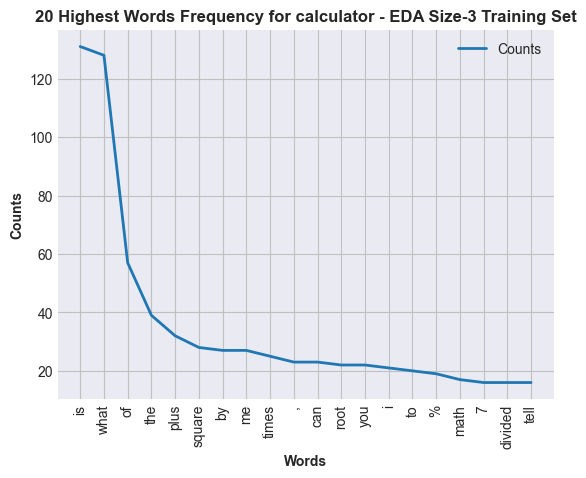 20 Highest Words Frequency for calculator - EDA Size-3 Training Set
Counts
120
100
80
60
40
20
Counts
is
what
of
the
plus
square
by
me
times
,
can
root
you
i
to
%
math
7
divided
tell
Words